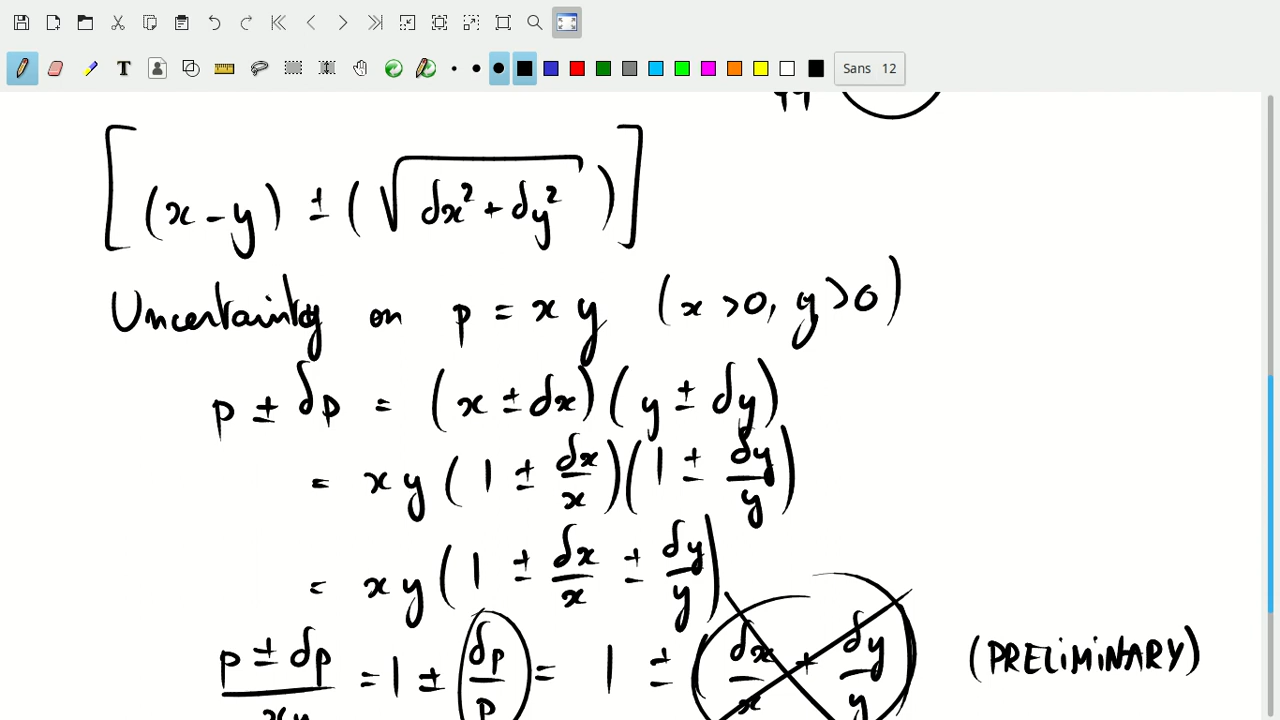 Sans 12
[(x - y) ± (√(δx² + δy²))]
Uncertainty on p = x y (x > 0, y > 0)
p ± δp = (x ± δx)(y ± δy)
= x y (1 ± δx/x)(1 ± δy/y)
= x y (1 ± δx/x ± δy/y)
(p ± δp)/xy = 1 ± δp/p = 1 ± (δx/x + δy/y) (PRELIMINARY)